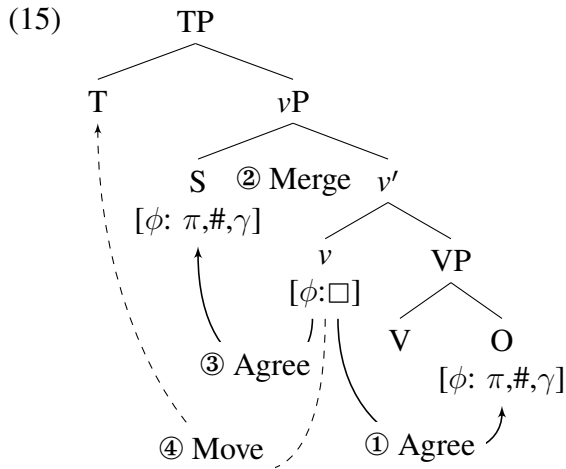 (15) TP
T vP
S ② Merge v′
[ϕ: π,#,γ] v VP
[ϕ:□] V O
③ Agree [ϕ: π,#,γ]
④ Move ① Agree